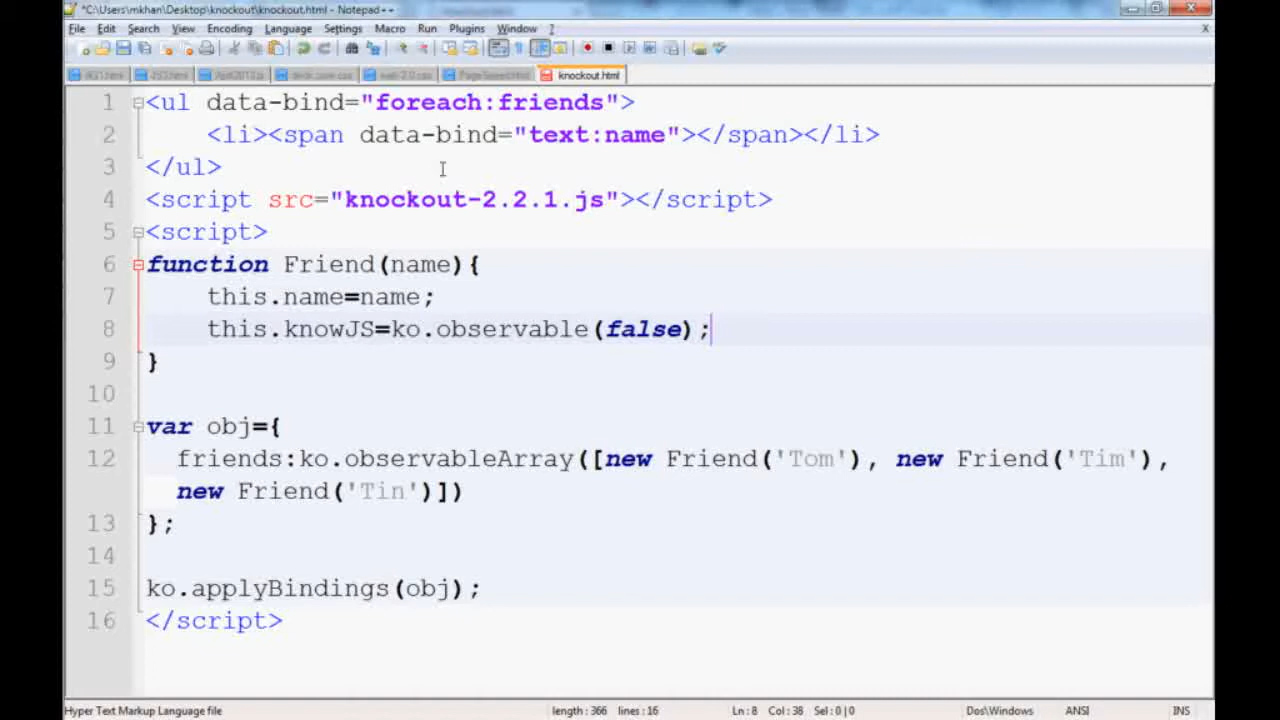 *C:\Users\mkhan\Desktop\knockout\knockout.html - Notepad++
File Edit Search View Encoding Language Settings Macro Run Plugins Window ?
X
knockout.html
1 <ul data-bind="foreach:friends">
2 <li><span data-bind="text:name"></span></li>
3 </ul>
4 <script src="knockout-2.2.1.js"></script>
5 <script>
6 function Friend(name){
7 this.name=name;
8 this.knowJS=ko.observable(false);
9 }
10
11 var obj={
12 friends:ko.observableArray([new Friend('Tom'), new Friend('Tim'),
new Friend('Tin')])
13 };
14
15 ko.applyBindings(obj);
16 </script>
Hyper Text Markup Language file length : 366 lines : 16 Ln : 8 Col : 38 Sel : 0 | 0 Dos\Windows ANSI INS